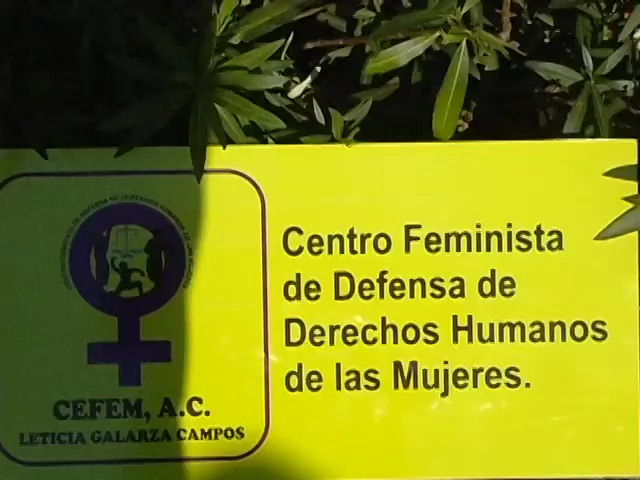 CEFEM, A.C.
LETICIA GALARZA CAMPOS
Centro Feminista
de Defensa de
Derechos Humanos
de las Mujeres.